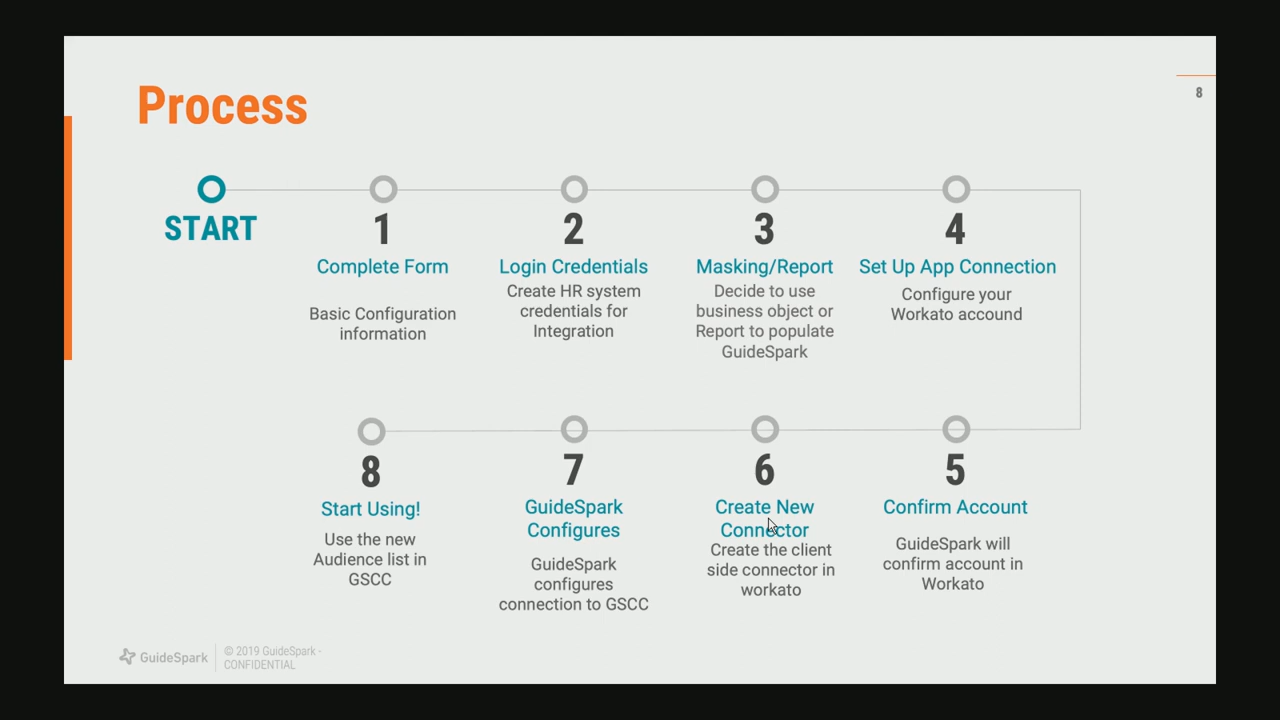 Process
8
START
1
Complete Form
Basic Configuration
information
2
Login Credentials
Create HR system
credentials for
Integration
3
Masking/Report
Decide to use
business object or
Report to populate
GuideSpark
4
Set Up App Connection
Configure your
Workato accound
8
Start Using!
Use the new
Audience list in
GSCC
7
GuideSpark
Configures
GuideSpark
configures
connection to GSCC
6
Create New
Connector
Create the client
side connector in
workato
5
Confirm Account
GuideSpark will
confirm account in
Workato
GuideSpark
© 2019 GuideSpark -
CONFIDENTIAL